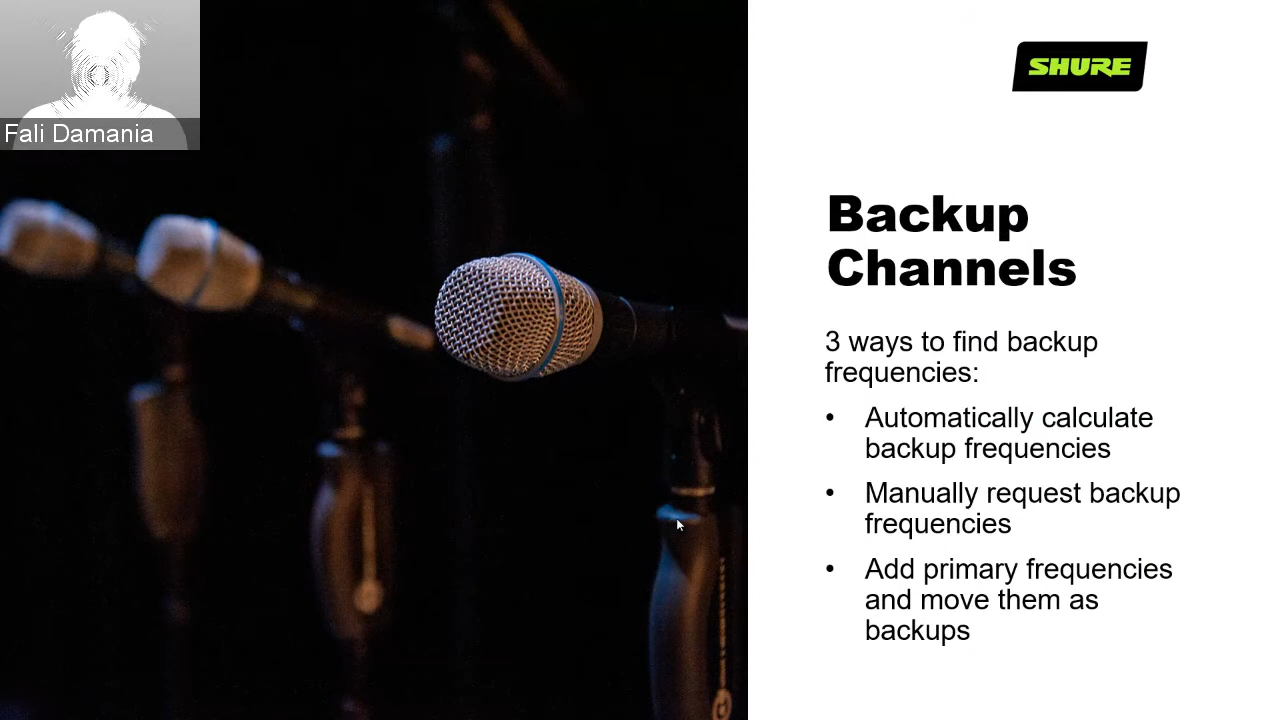 Fali Damania
SHURE
Backup
Channels
3 ways to find backup
frequencies:
• Automatically calculate
backup frequencies
• Manually request backup
frequencies
• Add primary frequencies
and move them as
backups